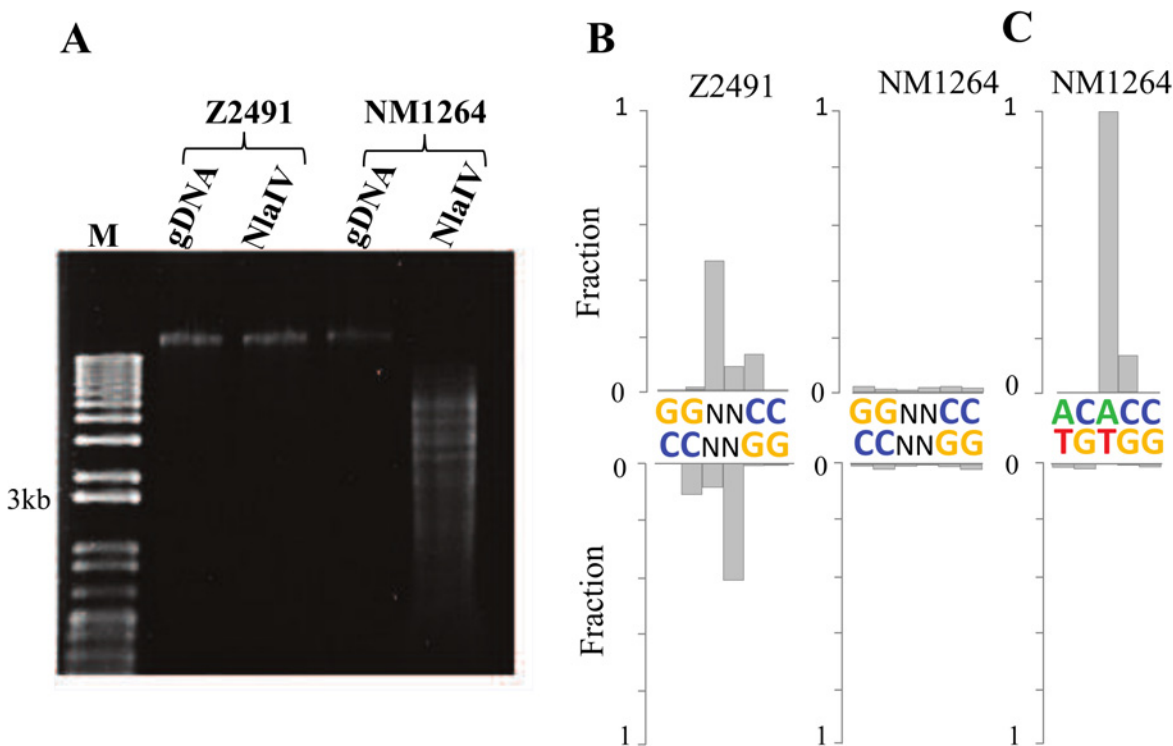 A
Z2491
NM1264
M
gDNA
NlaIV
gDNA
NlaIV
3kb
B
Z2491
NM1264
1
1
Fraction
0
0
GGNNCC
GGNNCC
CCNNGG
CCNNGG
0
0
Fraction
1
1
C
NM1264
1
0
ACACC
TGTGG
0
1